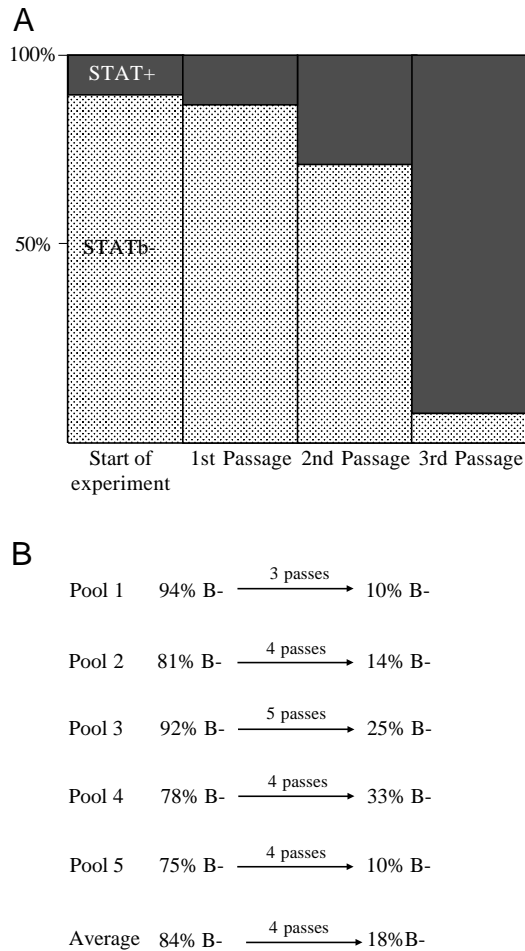 A
100%
STAT+
50%
STATb-
Start of
experiment
1st Passage
2nd Passage
3rd Passage
B
Pool 1 94% B- 3 passes 10% B-
Pool 2 81% B- 4 passes 14% B-
Pool 3 92% B- 5 passes 25% B-
Pool 4 78% B- 4 passes 33% B-
Pool 5 75% B- 4 passes 10% B-
Average 84% B- 4 passes 18%B-